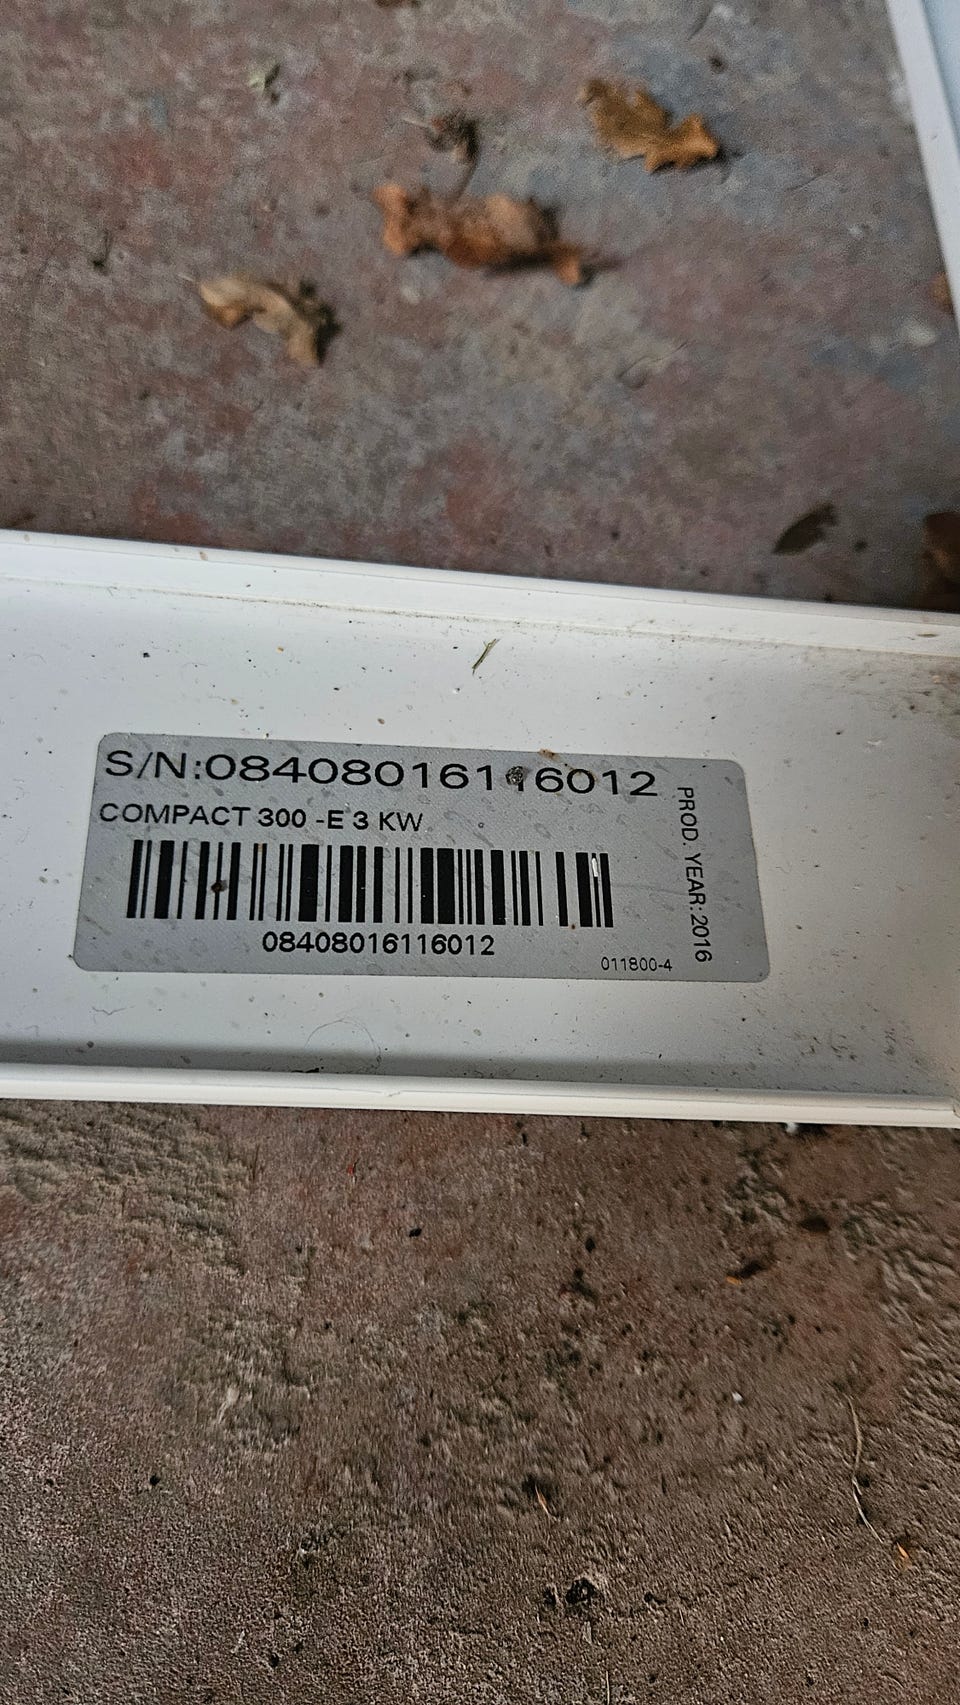 S/N:08408016116012
COMPACT 300 -E 3 KW
08408016116012
011800-4
PROD. YEAR: 2016